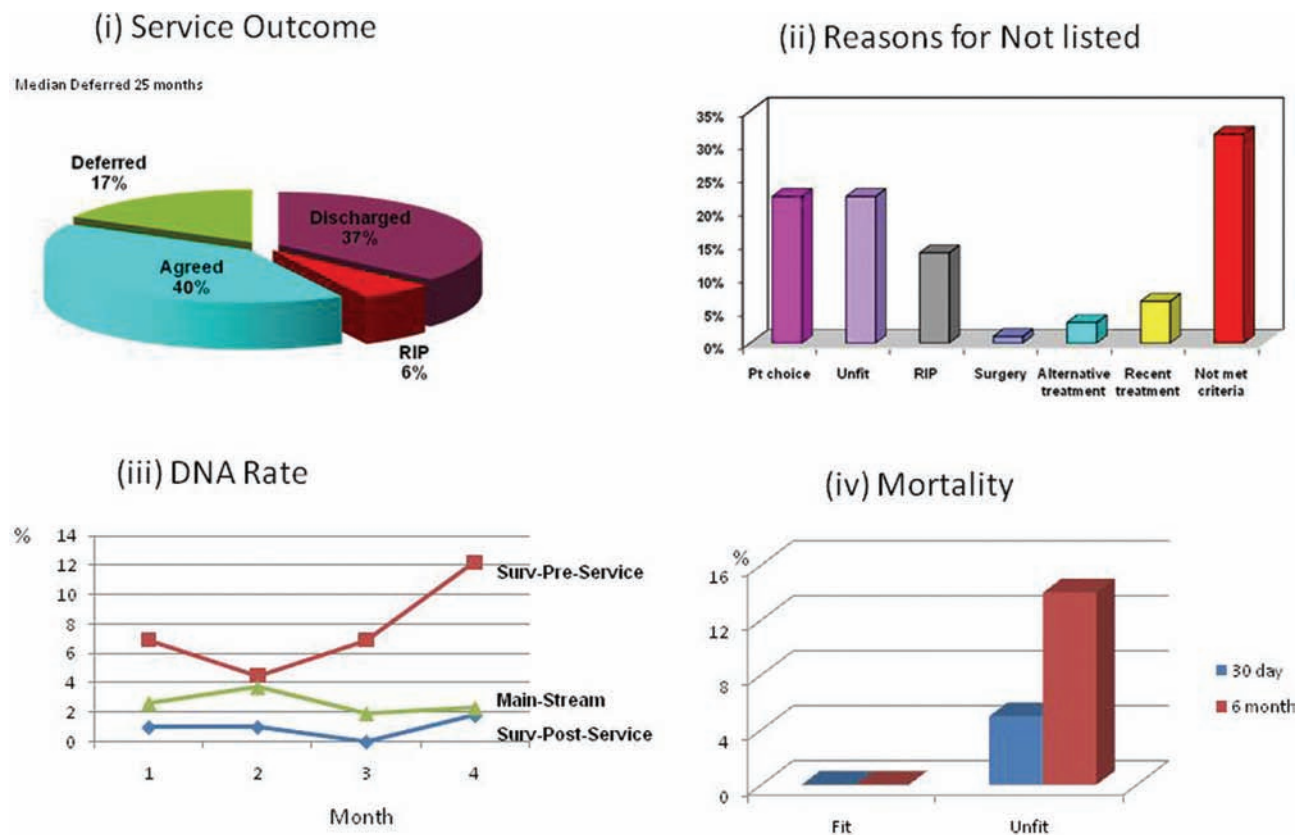 (i) Service Outcome
Median Deferred 25 months
Deferred
17%
Discharged
37%
Agreed
40%
RIP
6%
(ii) Reasons for Not listed
35%
30%
25%
20%
15%
10%
5%
0%
Pt choice
Unfit
RIP
Surgery
Alternative
treatment
Recent
treatment
Not met
criteria
(iii) DNA Rate
%
14
12
10
8
6
4
2
0
Surv-Pre-Service
Main-Stream
Surv-Post-Service
1 2 3 4
Month
(iv) Mortality
%
16
12
8
4
0
30 day
6 month
Fit Unfit